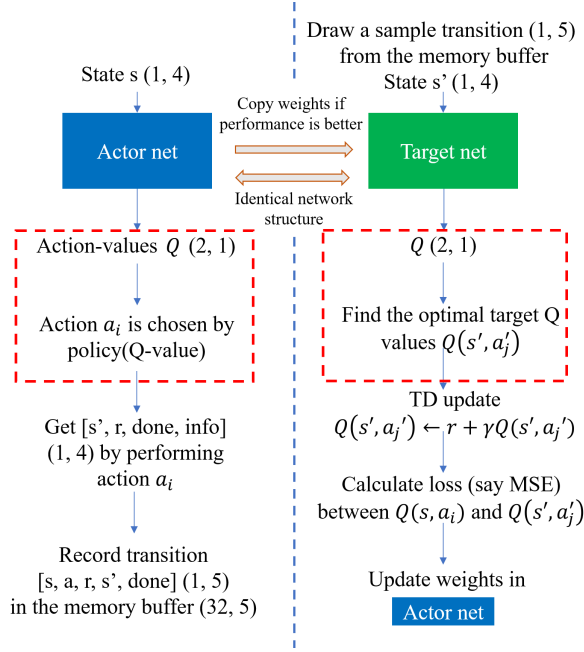 State s (1, 4)
Actor net
Action-values Q (2, 1)
Action aᵢ is chosen by
policy(Q-value)
Get [s’, r, done, info]
(1, 4) by performing
action aᵢ
Record transition
[s, a, r, s’, done] (1, 5)
in the memory buffer (32, 5)
Copy weights if
performance is better
Identical network
structure
Draw a sample transition (1, 5)
from the memory buffer
State s’ (1, 4)
Target net
Q (2, 1)
Find the optimal target Q
values Q(s′, aⱼ′)
TD update
Q(s′, aⱼ′) ← r + γQ(s′, aⱼ′)
Calculate loss (say MSE)
between Q(s, aᵢ) and Q(s′, aⱼ′)
Update weights in
Actor net